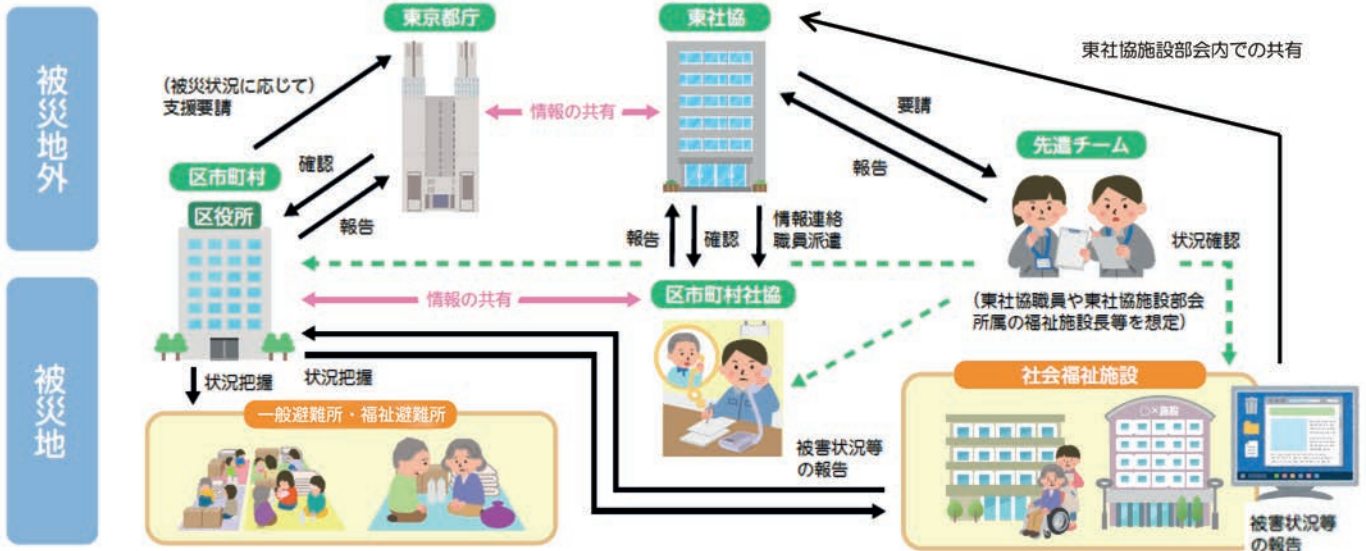 被災地外
被災地
東京都庁
東社協
東社協施設部会内での共有
(被災状況に応じて)
支援要請
情報の共有
要請
報告
先遣チーム
確認
報告
区市町村
区役所
報告
確認
情報連絡
職員派遣
状況確認
情報の共有
区市町村社協
(東社協職員や東社協施設部会
所属の福祉施設長等を想定)
状況把握
状況把握
一般避難所・福祉避難所
社会福祉施設
〇×施設
被害状況等
の報告
被害状況等
の報告